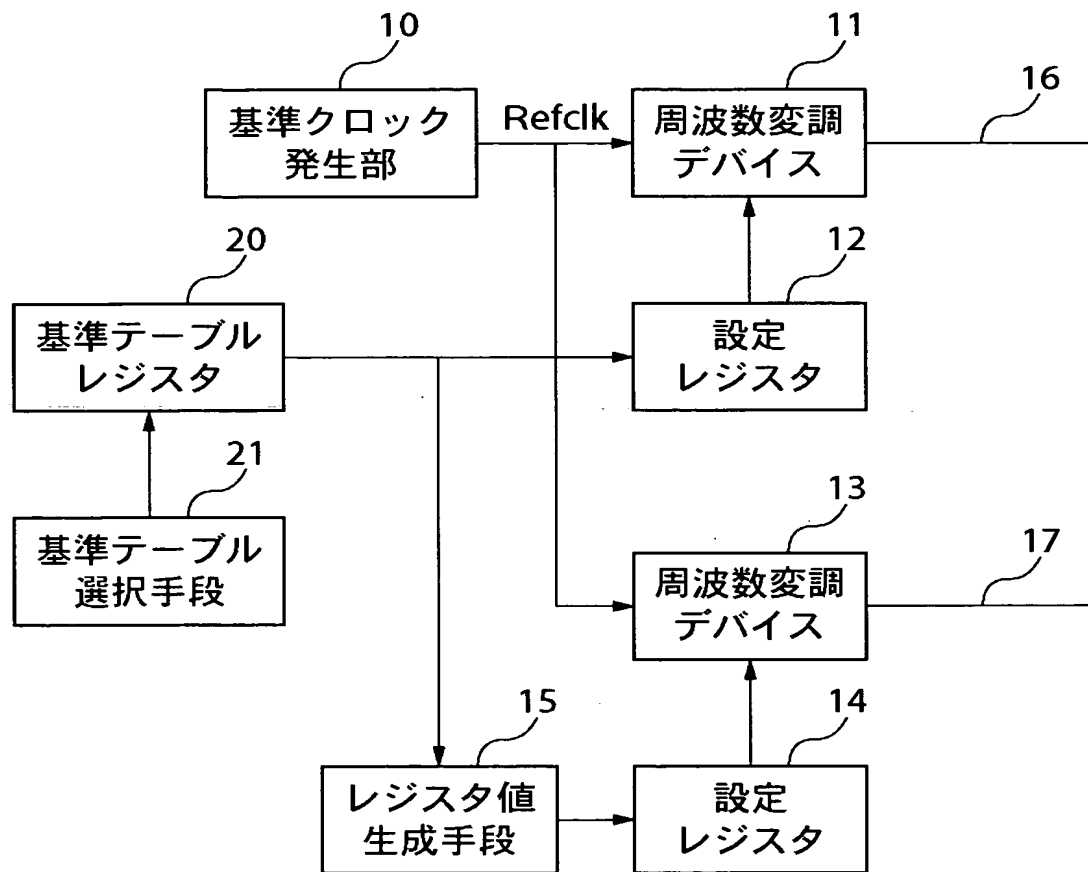 10
基準クロック
発生部
Refclk
11
周波数変調
デバイス
16
20
基準テーブル
レジスタ
12
設定
レジスタ
21
基準テーブル
選択手段
13
周波数変調
デバイス
17
15
レジスタ値
生成手段
14
設定
レジスタ